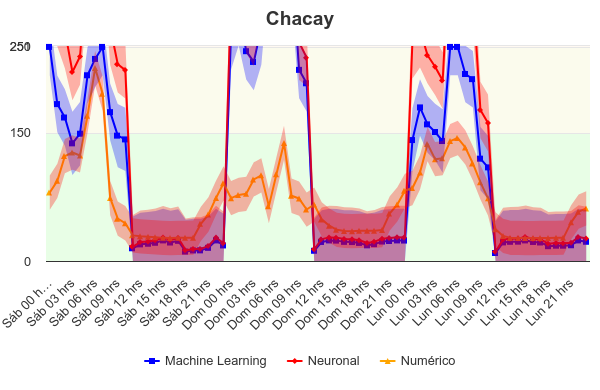 Chacay
250
150
0
Sáb 00 h...
Sáb 03 hrs
Sáb 06 hrs
Sáb 09 hrs
Sáb 12 hrs
Sáb 15 hrs
Sáb 18 hrs
Sáb 21 hrs
Dom 00 hrs
Dom 03 hrs
Dom 06 hrs
Dom 09 hrs
Dom 12 hrs
Dom 15 hrs
Dom 18 hrs
Dom 21 hrs
Lun 00 hrs
Lun 03 hrs
Lun 06 hrs
Lun 09 hrs
Lun 12 hrs
Lun 15 hrs
Lun 18 hrs
Lun 21 hrs
Machine Learning Neuronal Numérico